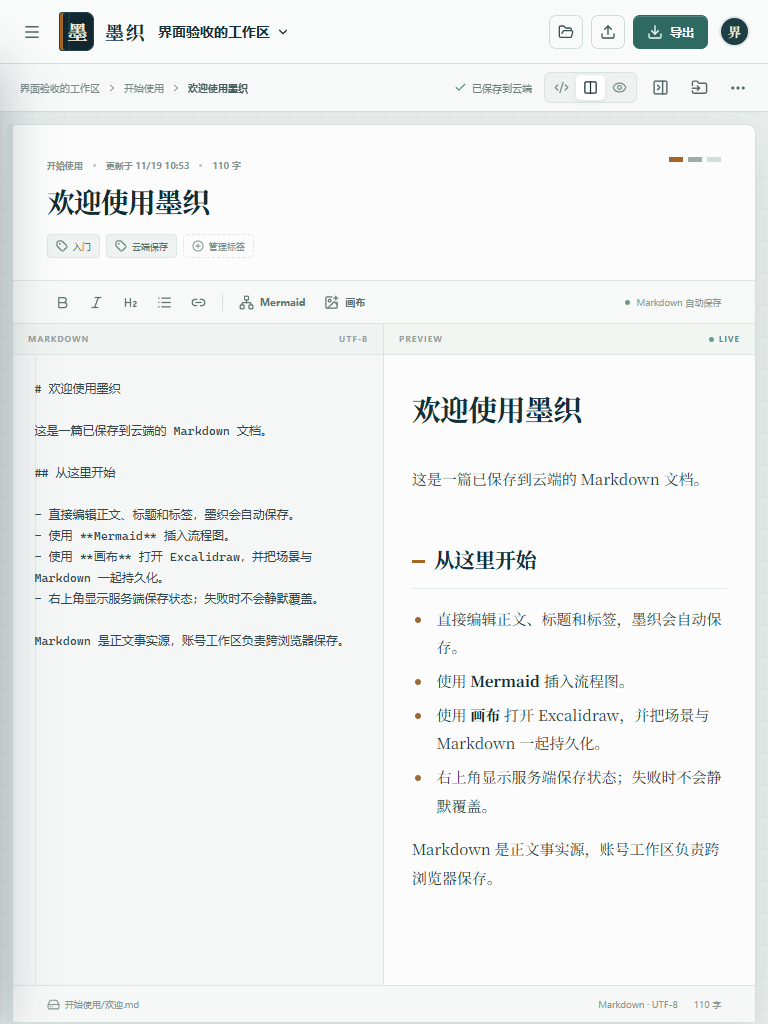 墨 墨织 界面验收的工作区 导出 界
界面验收的工作区 开始使用 欢迎使用墨织 已保存到云端
开始使用 • 更新于 11/19 10:53 • 110 字
欢迎使用墨织
入门 云端保存 管理标签
B I H2 Mermaid 画布 Markdown 自动保存
MARKDOWN UTF-8
# 欢迎使用墨织
这是一篇已保存到云端的 Markdown 文档。
## 从这里开始
- 直接编辑正文、标题和标签，墨织会自动保存。
- 使用 **Mermaid** 插入流程图。
- 使用 **画布** 打开 Excalidraw，并把场景与
Markdown 一起持久化。
- 右上角显示服务端保存状态；失败时不会静默覆盖。
Markdown 是正文事实源，账号工作区负责跨浏览器保存。
PREVIEW LIVE
欢迎使用墨织
这是一篇已保存到云端的 Markdown 文档。
从这里开始
直接编辑正文、标题和标签，墨织会自动保
存。
使用 Mermaid 插入流程图。
使用 画布 打开 Excalidraw，并把场景与
Markdown 一起持久化。
右上角显示服务端保存状态；失败时不会静
默覆盖。
Markdown 是正文事实源，账号工作区负责跨
浏览器保存。
开始使用/欢迎.md Markdown · UTF-8 110 字